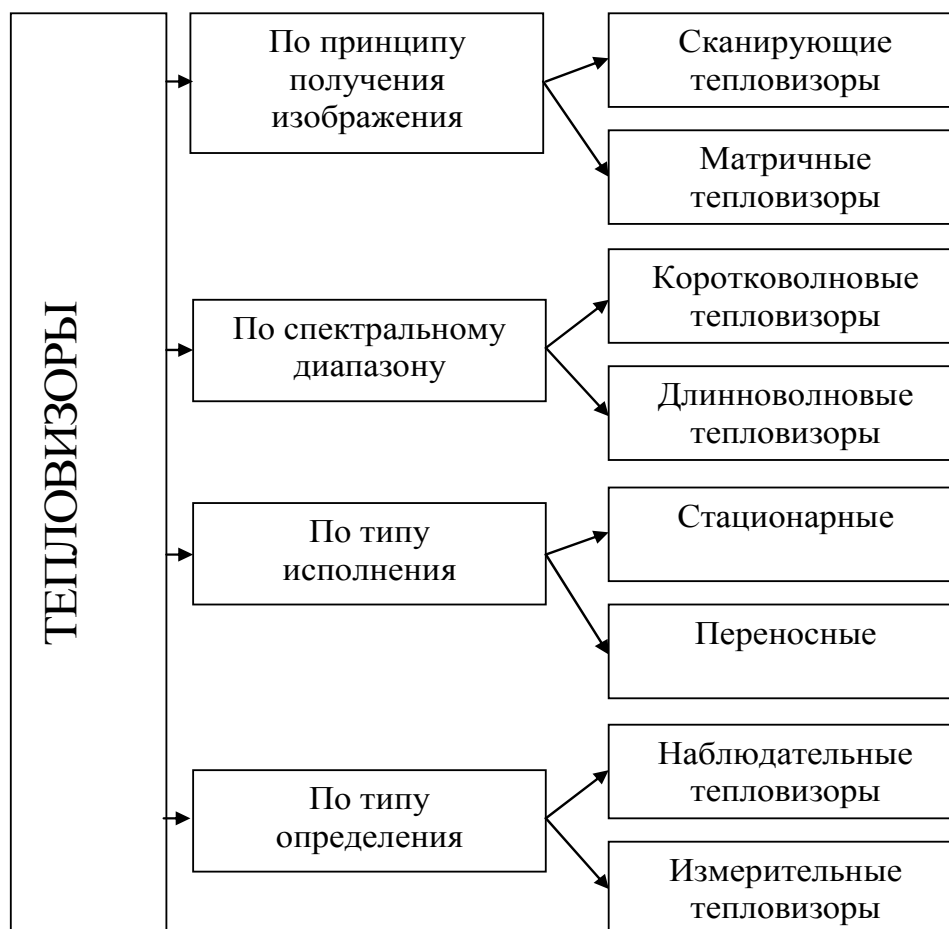 ТЕПЛОВИЗОРЫ
По принципу
получения
изображения
Сканирующие
тепловизоры
Матричные
тепловизоры
По спектральному
диапазону
Коротковолновые
тепловизоры
Длинноволновые
тепловизоры
По типу
исполнения
Стационарные
Переносные
По типу
определения
Наблюдательные
тепловизоры
Измерительные
тепловизоры